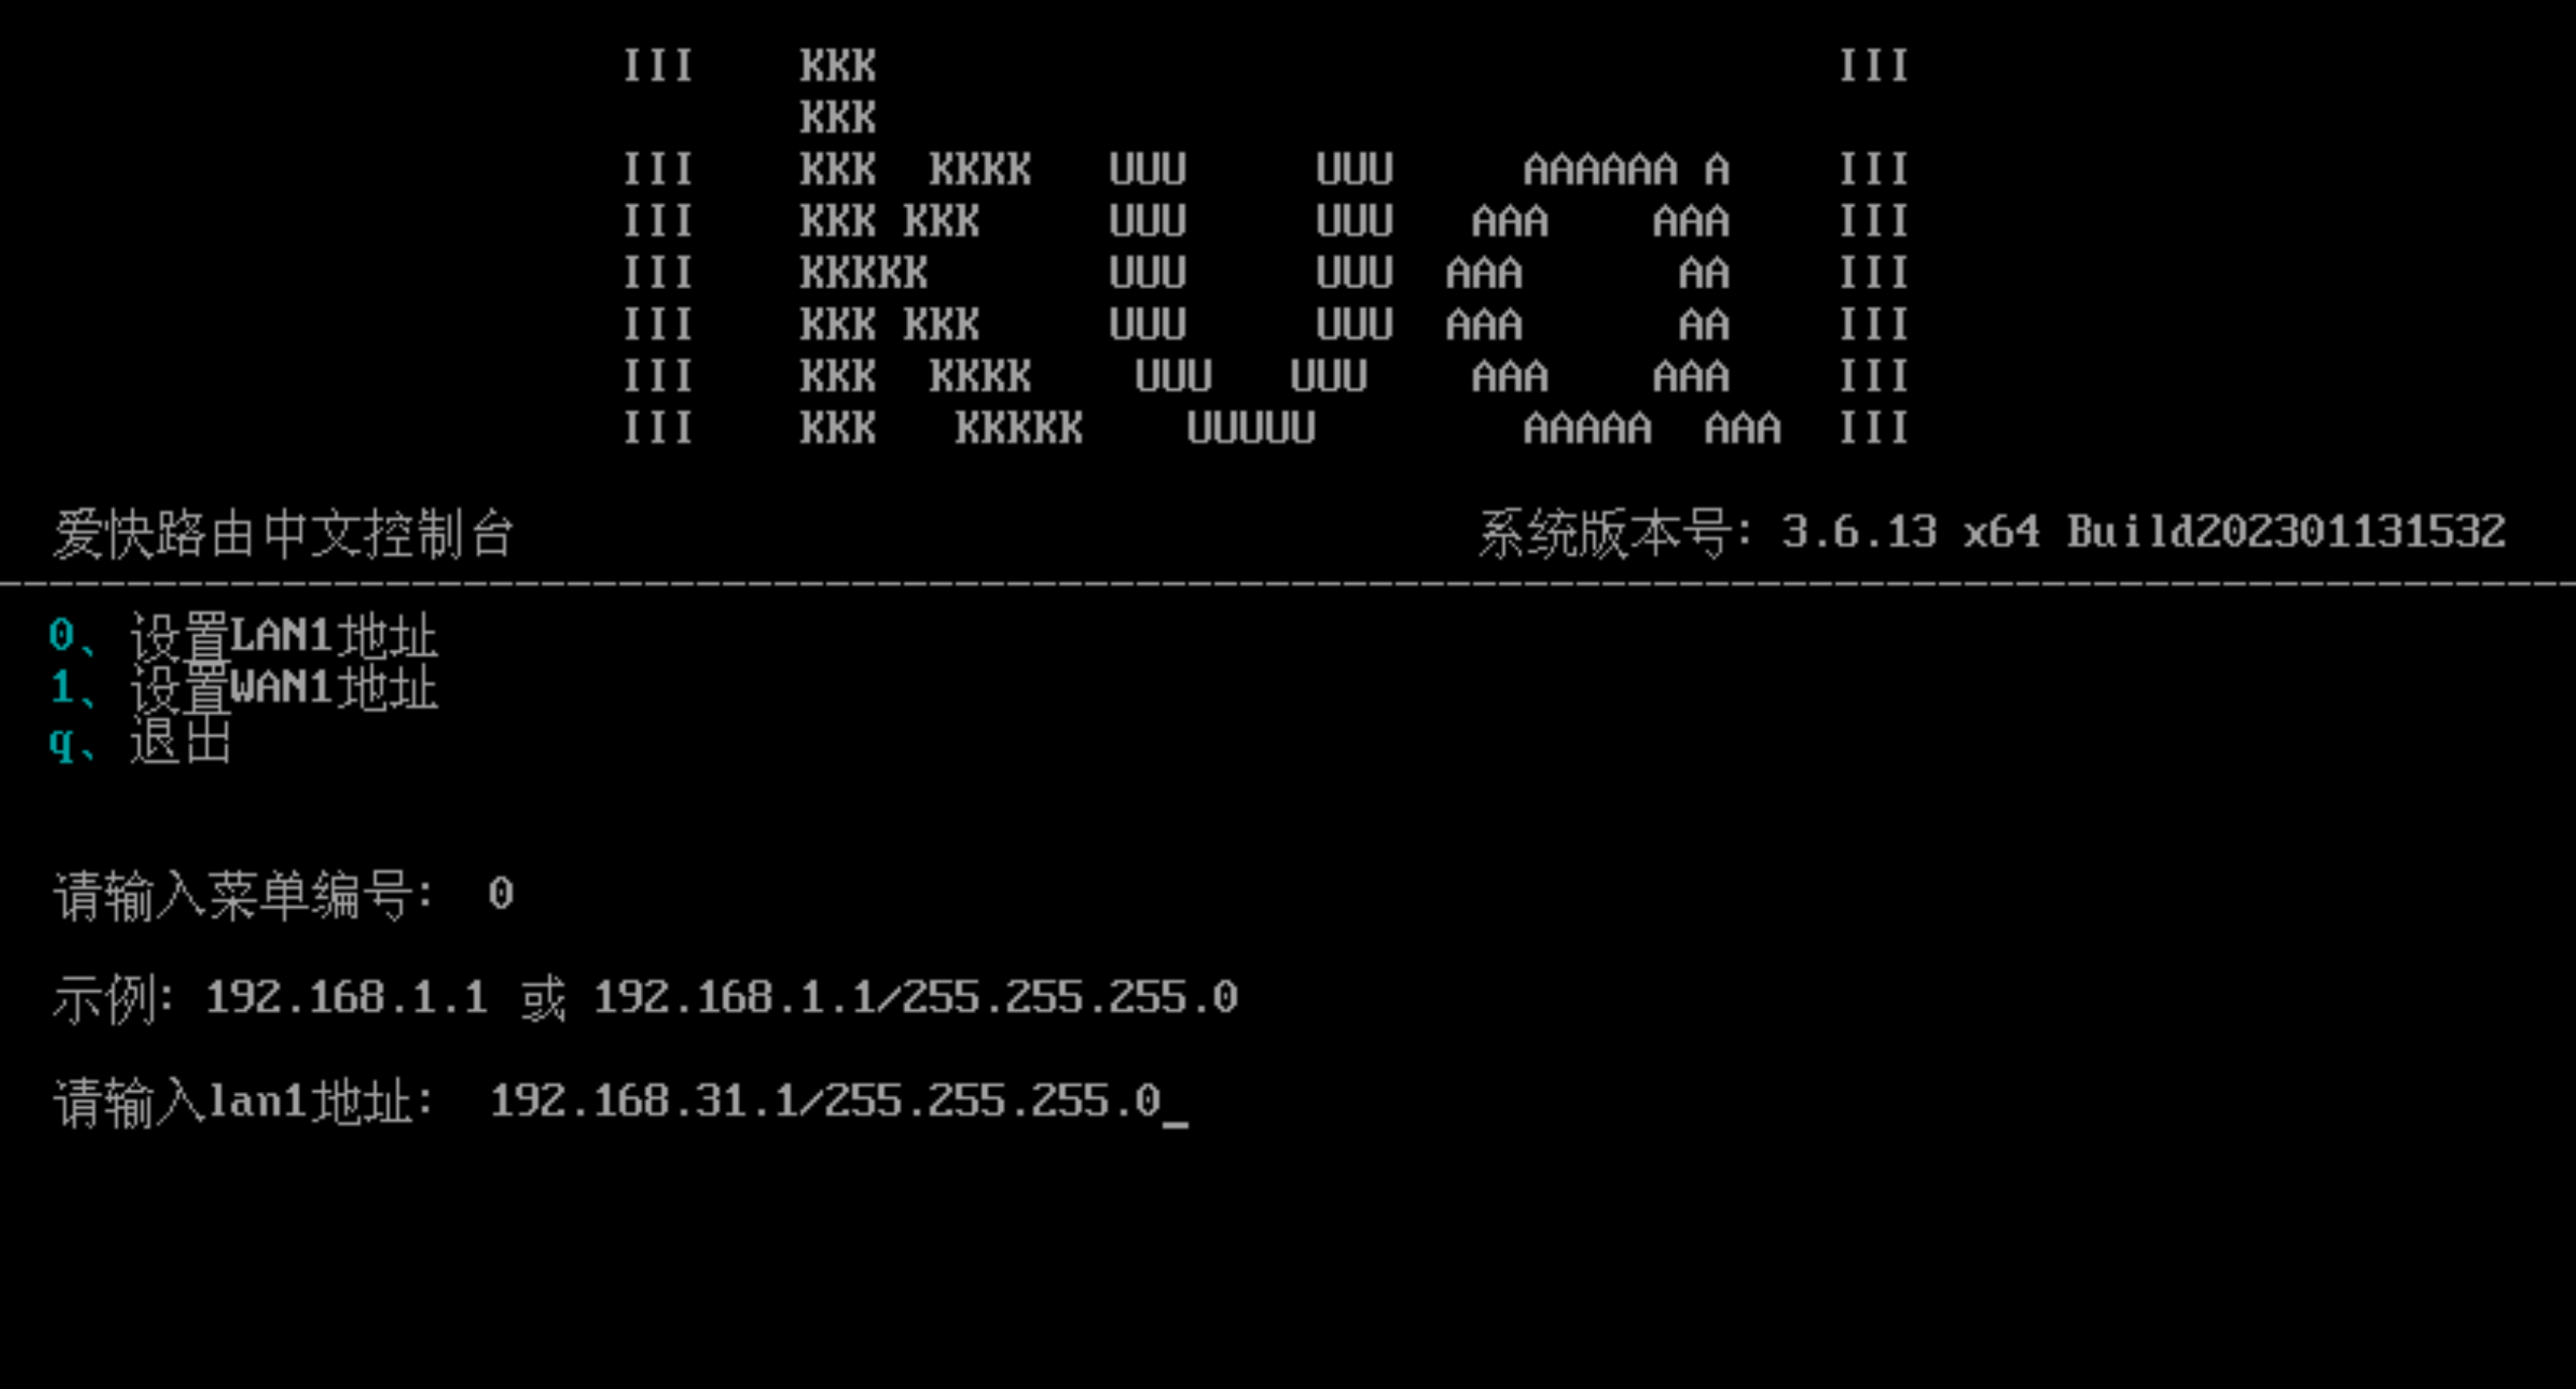 III    KKK                                     III
       KKK
III    KKK  KKKK   UUU     UUU     AAAAAA A    III
III    KKK KKK     UUU     UUU   AAA    AAA    III
III    KKKKK       UUU     UUU  AAA      AA    III
III    KKK KKK     UUU     UUU  AAA      AA    III
III    KKK  KKKK    UUU   UUU    AAA    AAA    III
III    KKK   KKKKK    UUUUU        AAAAA  AAA  III
爱快路由中文控制台 系统版本号: 3.6.13 x64 Build202301131532
----------------------------------------------------------------------------------------------------
0、设置LAN1地址
1、设置WAN1地址
q、退出
请输入菜单编号: 0
示例: 192.168.1.1 或 192.168.1.1/255.255.255.0
请输入lan1地址: 192.168.31.1/255.255.255.0_